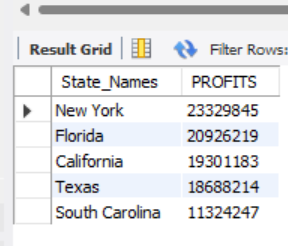 Result Grid Filter Rows:
State_Names PROFITS
New York 23329845
Florida 20926219
California 19301183
Texas 18688214
South Carolina 11324247